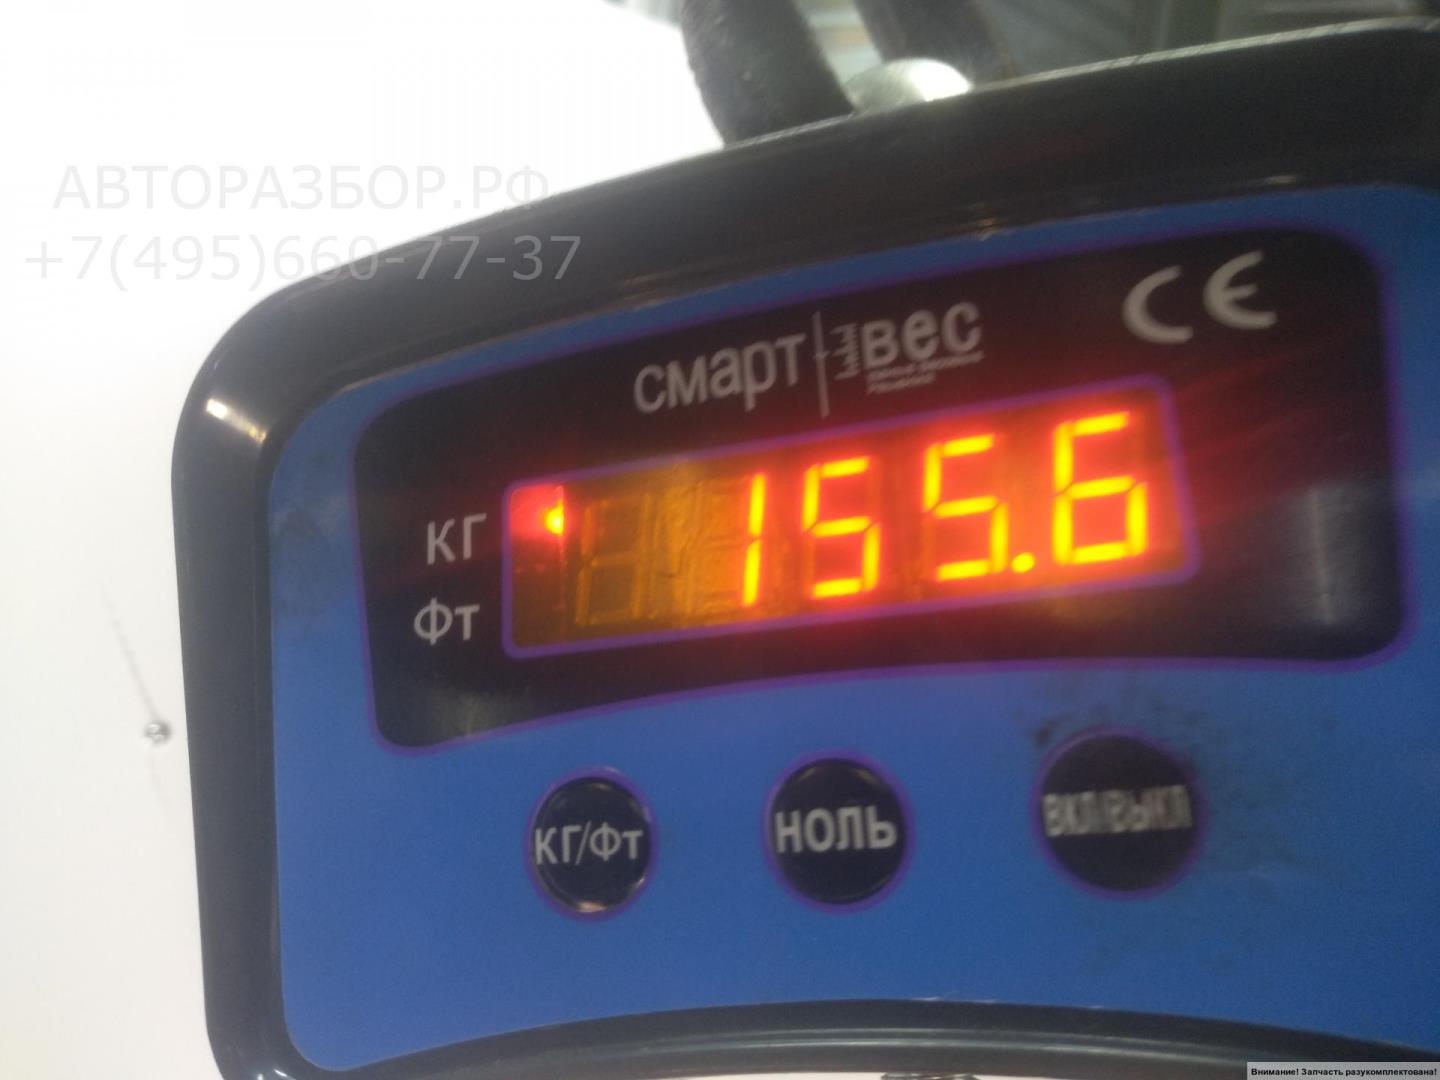 АВТОРАЗБОР.РФ
+7(495)660-77-37
смарт вес
CE
155.6
КГ
Фт
КГ/Фт
НОЛЬ
ВКЛ/ВЫКЛ
Внимание! Запчасть разукомплектована!